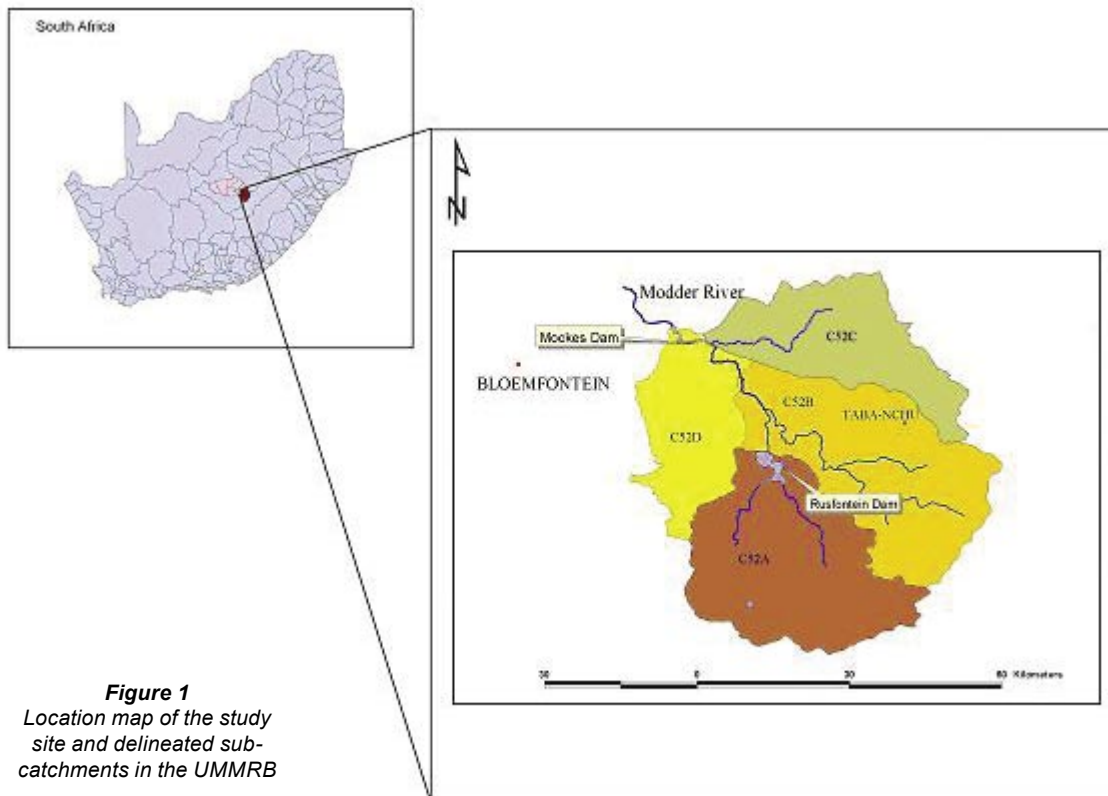 South Africa
N
Modder River
Mockes Dam
C52C
BLOEMFONTEIN
C52B
TABA-NCHU
C52D
Rusfontein Dam
C52A
30 0 30 60 Kilometers
Figure 1
Location map of the study
site and delineated sub-
catchments in the UMMRB